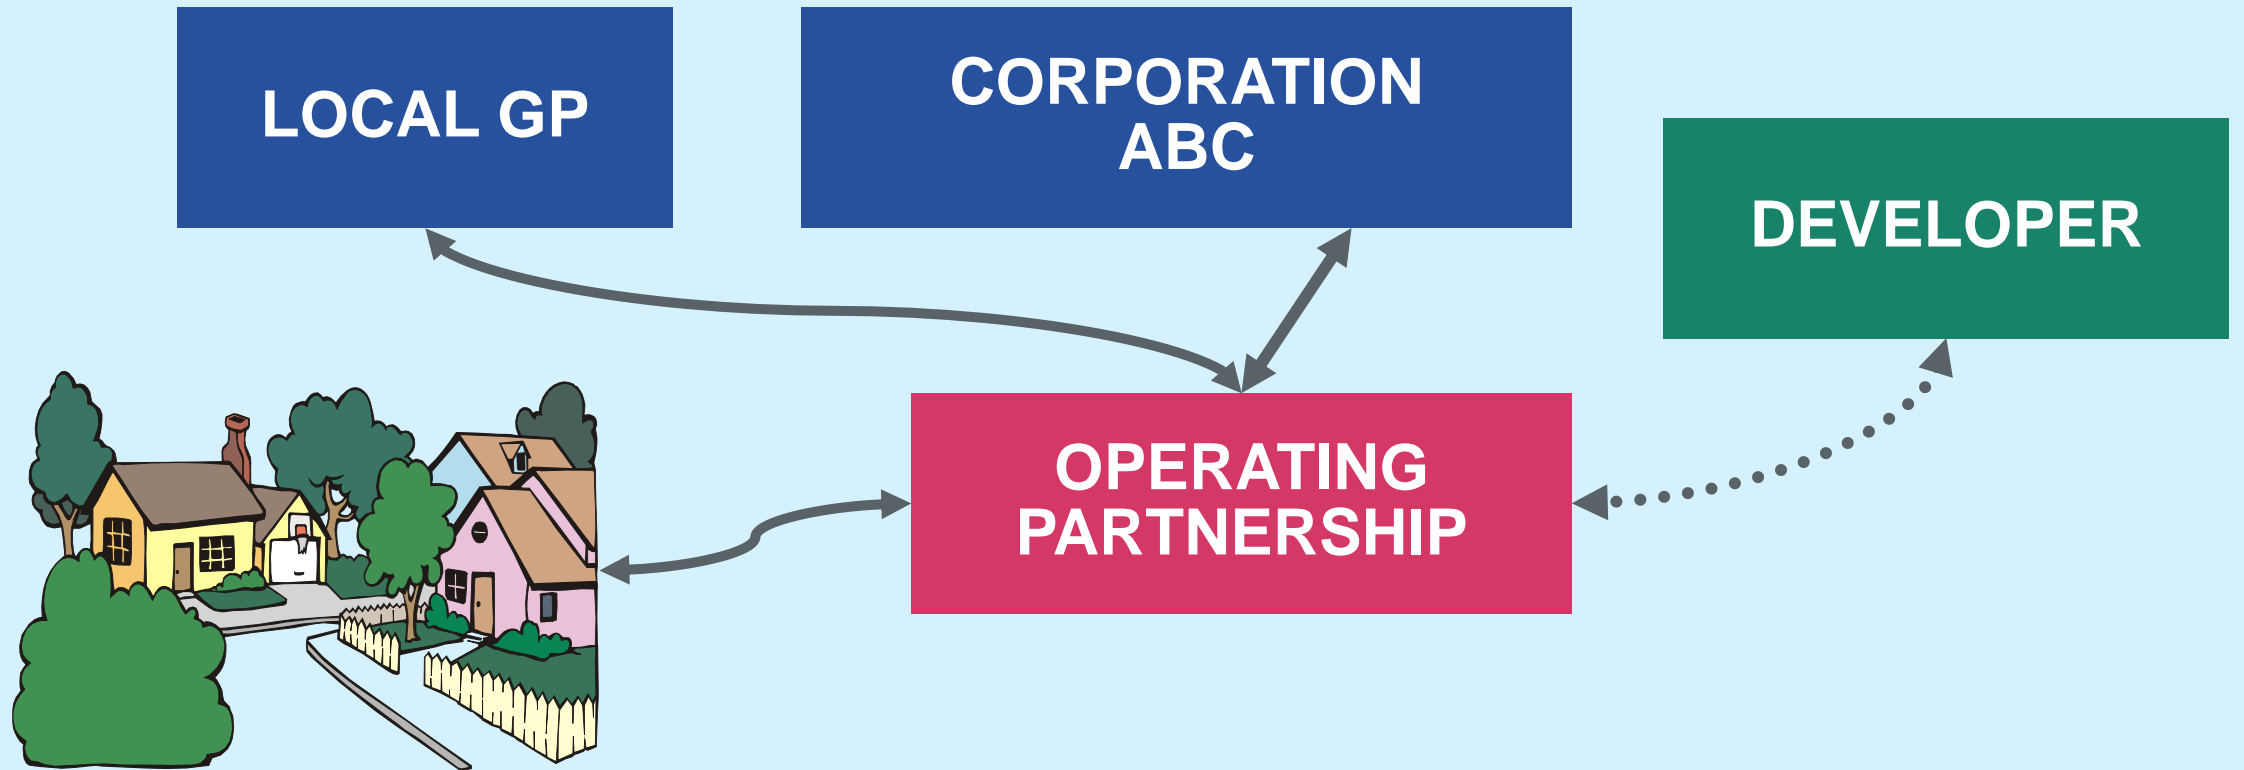 LOCAL GP
CORPORATION
ABC
DEVELOPER
OPERATING
PARTNERSHIP